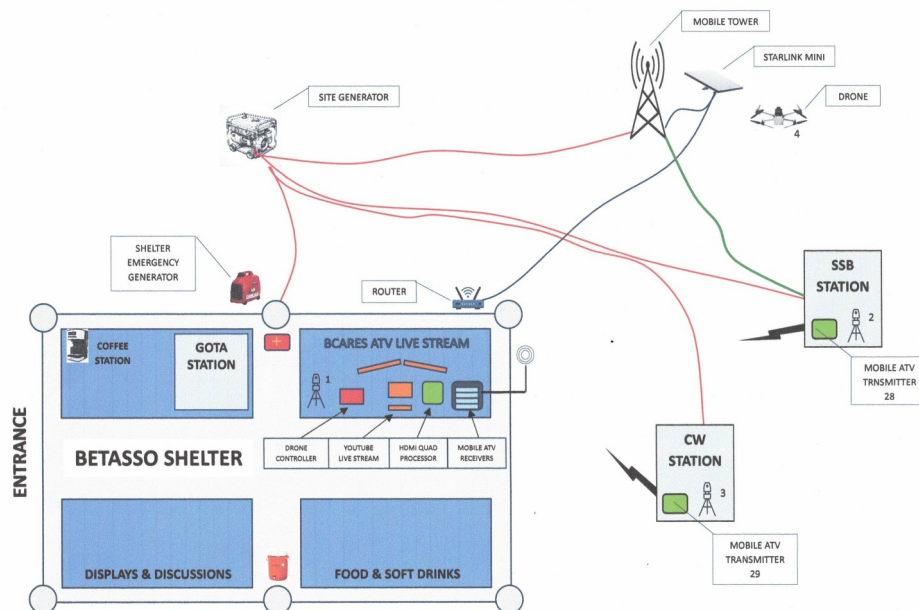 MOBILE TOWER
STARLINK MINI
SITE GENERATOR
DRONE
4
SHELTER
EMERGENCY
GENERATOR
ROUTER
SSB
STATION
2
MOBILE ATV
TRNSMITTER
28
COFFEE
STATION
GOTA
STATION
BCARES ATV LIVE STREAM
1
DRONE
CONTROLLER
YOUTUBE
LIVE STREAM
HDMI QUAD
PROCESSOR
MOBILE ATV
RECEIVERS
ENTRANCE
BETASSO SHELTER
CW
STATION
3
MOBILE ATV
TRANSMITTER
29
DISPLAYS & DISCUSSIONS
FOOD & SOFT DRINKS